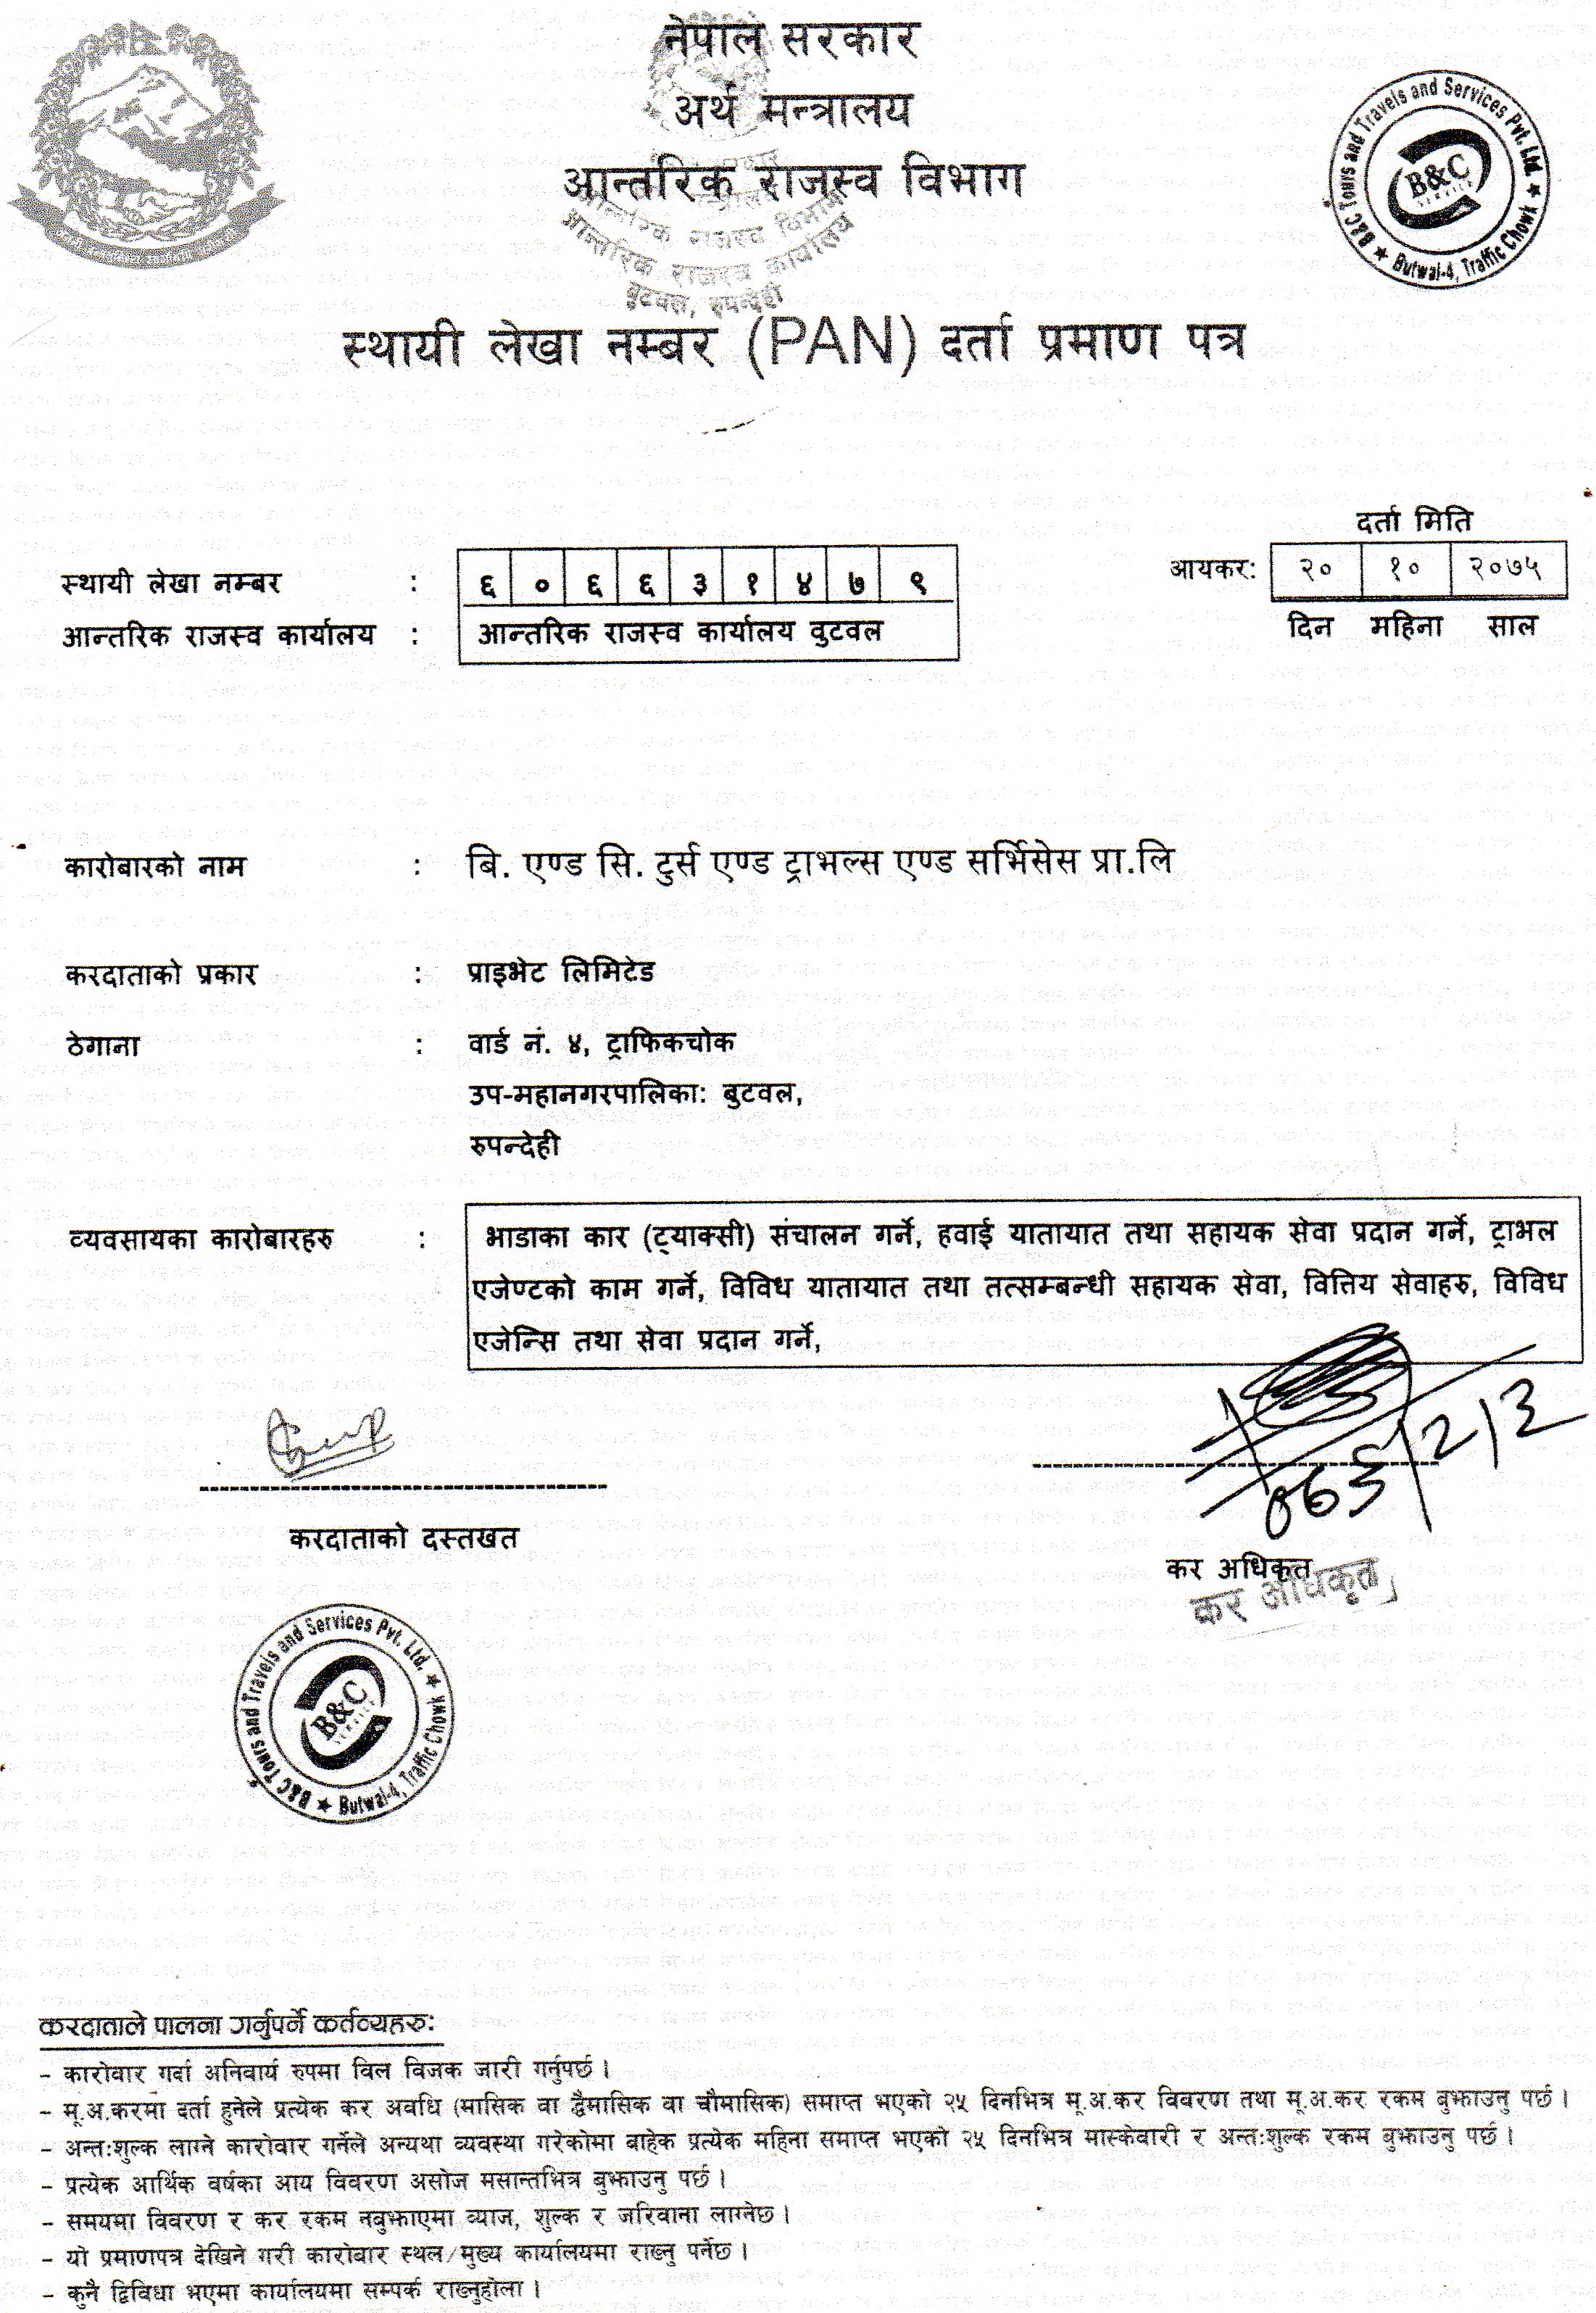 नेपाल सरकार
अर्थ मन्त्रालय
आन्तरिक राजस्व विभाग
आन्तरिक राजस्व विभाग
आन्तरिक राजस्व कार्यालय
बुटवल, रुपन्देही
B&C Tours and Travels and Services Pvt. Ltd. ★ Butwal-4, Traffic Chowk ★
B&C
SERVICE
स्थायी लेखा नम्बर (PAN) दर्ता प्रमाण पत्र
दर्ता मिति
स्थायी लेखा नम्बर : ६ ० ६ ६ ३ १ ४ ७ ९
आयकर: २० १० २०७५
आन्तरिक राजस्व कार्यालय : आन्तरिक राजस्व कार्यालय वुटवल
दिन महिना साल
कारोबारको नाम : बि. एण्ड सि. टुर्स एण्ड ट्राभल्स एण्ड सर्भिसेस प्रा.लि
करदाताको प्रकार : प्राइभेट लिमिटेड
ठेगाना : वार्ड नं. ४, ट्राफिकचोक
उप-महानगरपालिका: बुटवल,
रुपन्देही
व्यवसायका कारोबारहरु : भाडाका कार (ट्याक्सी) संचालन गर्ने, हवाई यातायात तथा सहायक सेवा प्रदान गर्ने, ट्राभल
एजेण्टको काम गर्ने, विविध यातायात तथा तत्सम्बन्धी सहायक सेवा, वित्तिय सेवाहरु, विविध
एजेन्सि तथा सेवा प्रदान गर्ने,
०७६/२/३
करदाताको दस्तखत
कर अधिकृत
कर अधिकृत
B&C Tours and Travels and Services Pvt. Ltd. ★ Butwal-4, Traffic Chowk ★
B&C
SERVICE
करदाताले पालना गर्नुपर्ने कर्तव्यहरु:
– कारोवार गर्दा अनिवार्य रुपमा विल विजक जारी गर्नुपर्छ ।
– मू.अ.करमा दर्ता हुनेले प्रत्येक कर अवधि (मासिक वा द्वैमासिक वा चौमासिक) समाप्त भएको २५ दिनभित्र मू.अ.कर विवरण तथा मू.अ.कर रकम बुझाउनु पर्छ ।
– अन्तःशुल्क लाग्ने कारोवार गर्नेले अन्यथा व्यवस्था गरेकोमा बाहेक प्रत्येक महिना समाप्त भएको २५ दिनभित्र मास्केवारी र अन्तःशुल्क रकम बुझाउनु पर्छ ।
– प्रत्येक आर्थिक वर्षका आय विवरण असोज मसान्तभित्र बुझाउनु पर्छ ।
– समयमा विवरण र कर रकम नबुझाएमा व्याज, शुल्क र जरिवाना लाग्नेछ ।
– यो प्रमाणपत्र देखिने गरी कारोबार स्थल/मुख्य कार्यालयमा राख्नु पर्नेछ ।
– कुनै द्विविधा भएमा कार्यालयमा सम्पर्क राख्नुहोला ।